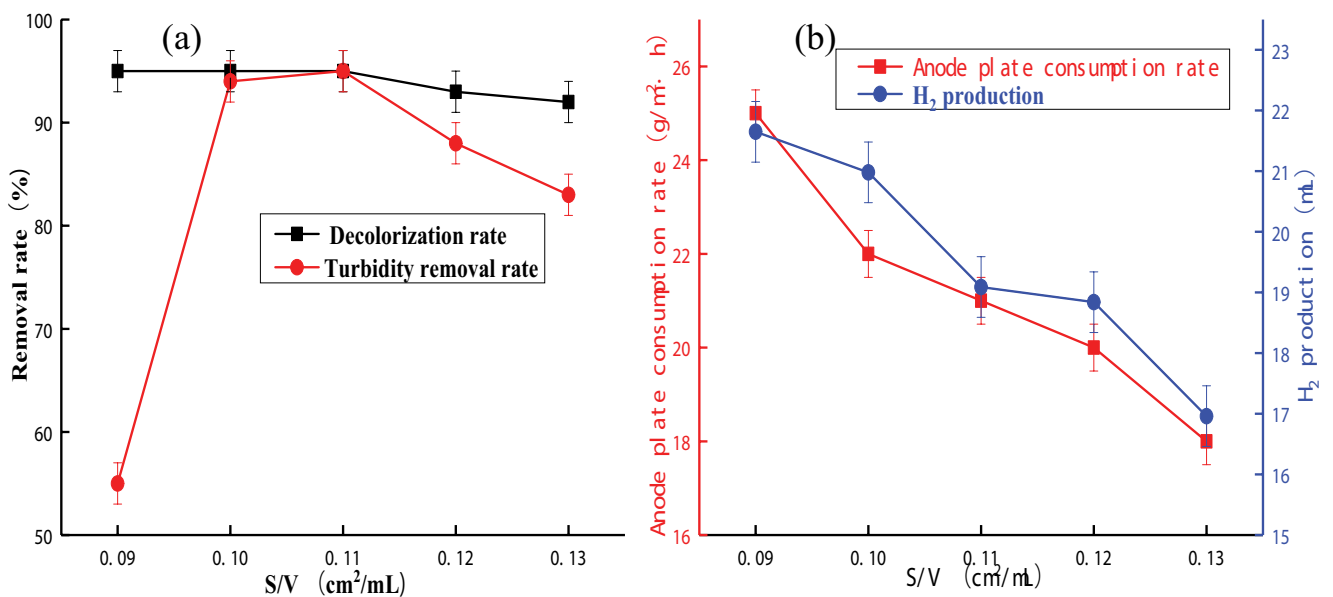 (a)
100
90
80
70
60
50
Removal rate (%)
Decolorization rate
Turbidity removal rate
0.09 0.10 0.11 0.12 0.13
S/V (cm²/mL)
(b)
26
24
22
20
18
16
Anode plate consumption rate (g/m²· h)
Anode plate consumption rate
H₂ production
23
22
21
20
19
18
17
16
15
H₂ production (mL)
0.09 0.10 0.11 0.12 0.13
S/V (cm²/mL)